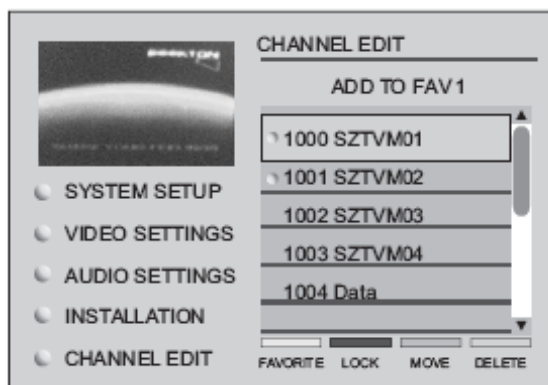 CHANNEL EDIT
ADD TO FAV 1
1000 SZTVM01
1001 SZTVM02
1002 SZTVM03
1003 SZTVM04
1004 Data
SYSTEM SETUP
VIDEO SETTINGS
AUDIO SETTINGS
INSTALLATION
CHANNEL EDIT
FAVORITE LOCK MOVE DELETE